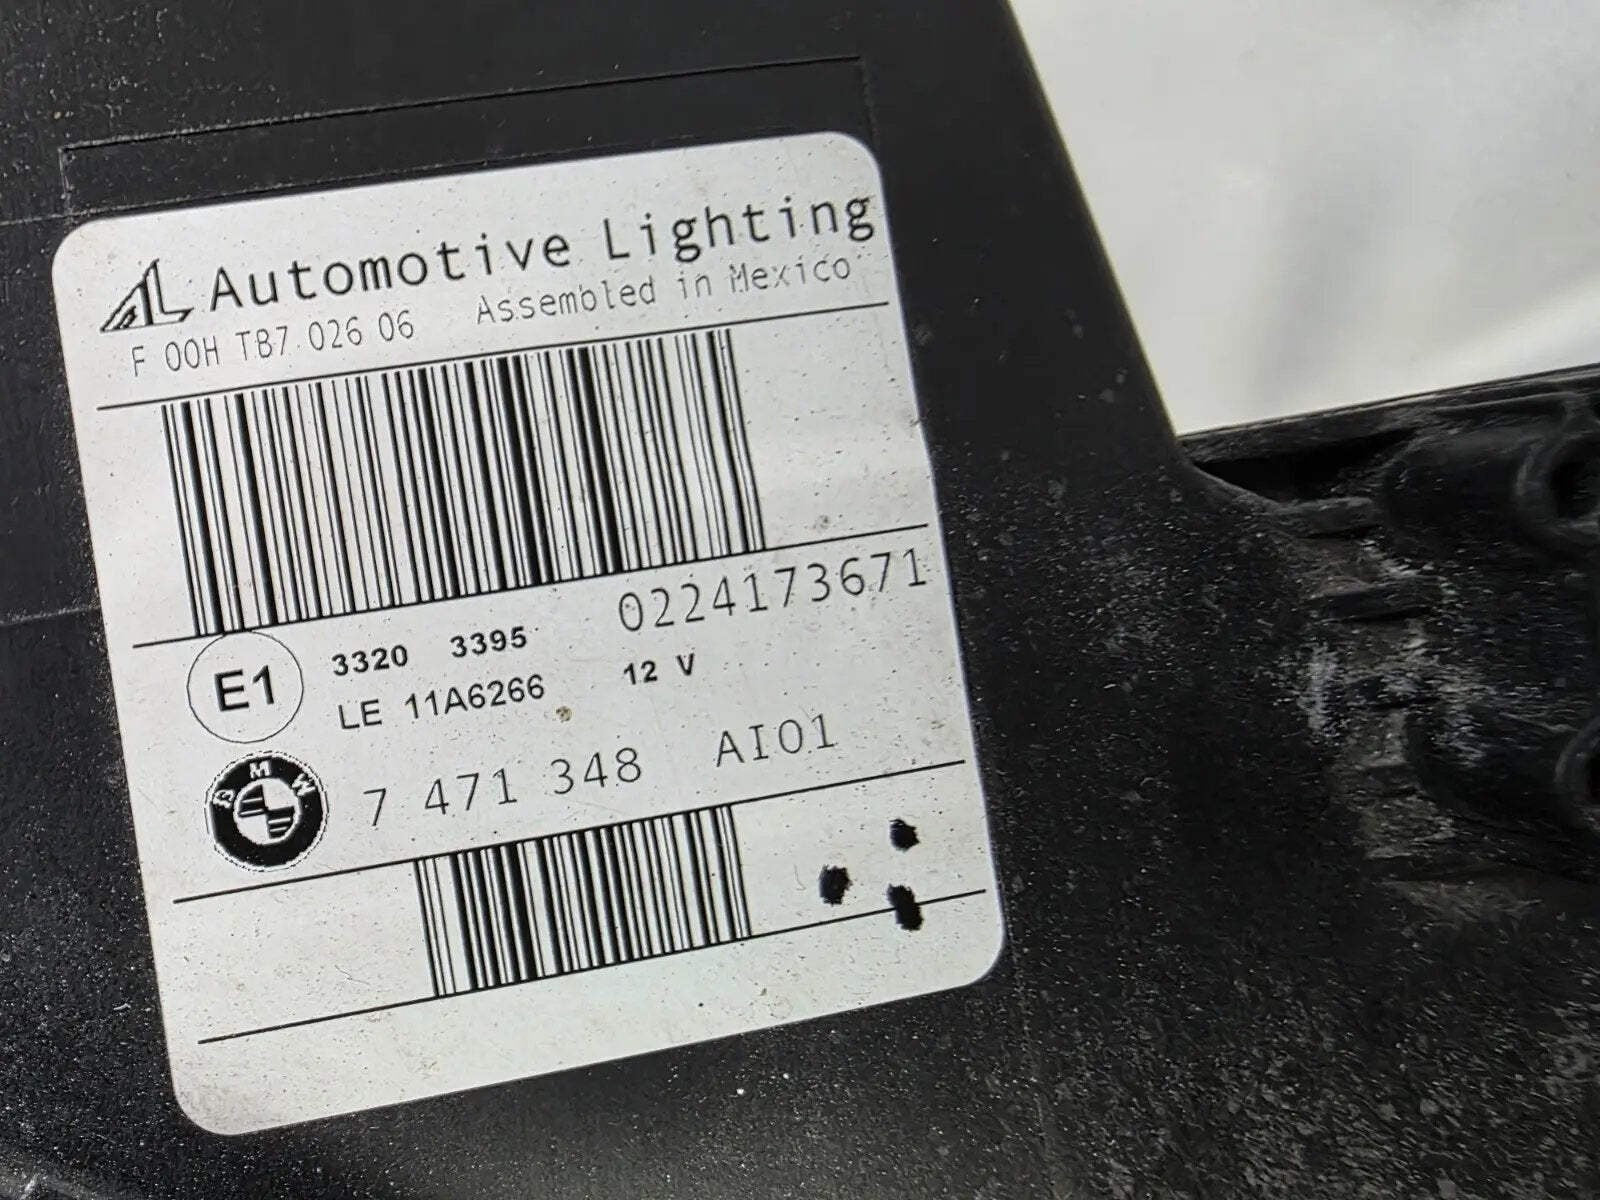 AL Automotive Lighting
F 00H TB7 026 06 Assembled in Mexico
0224173671
E1 3320 3395 12 V
LE 11A6266
BMW 7 471 348 AI01